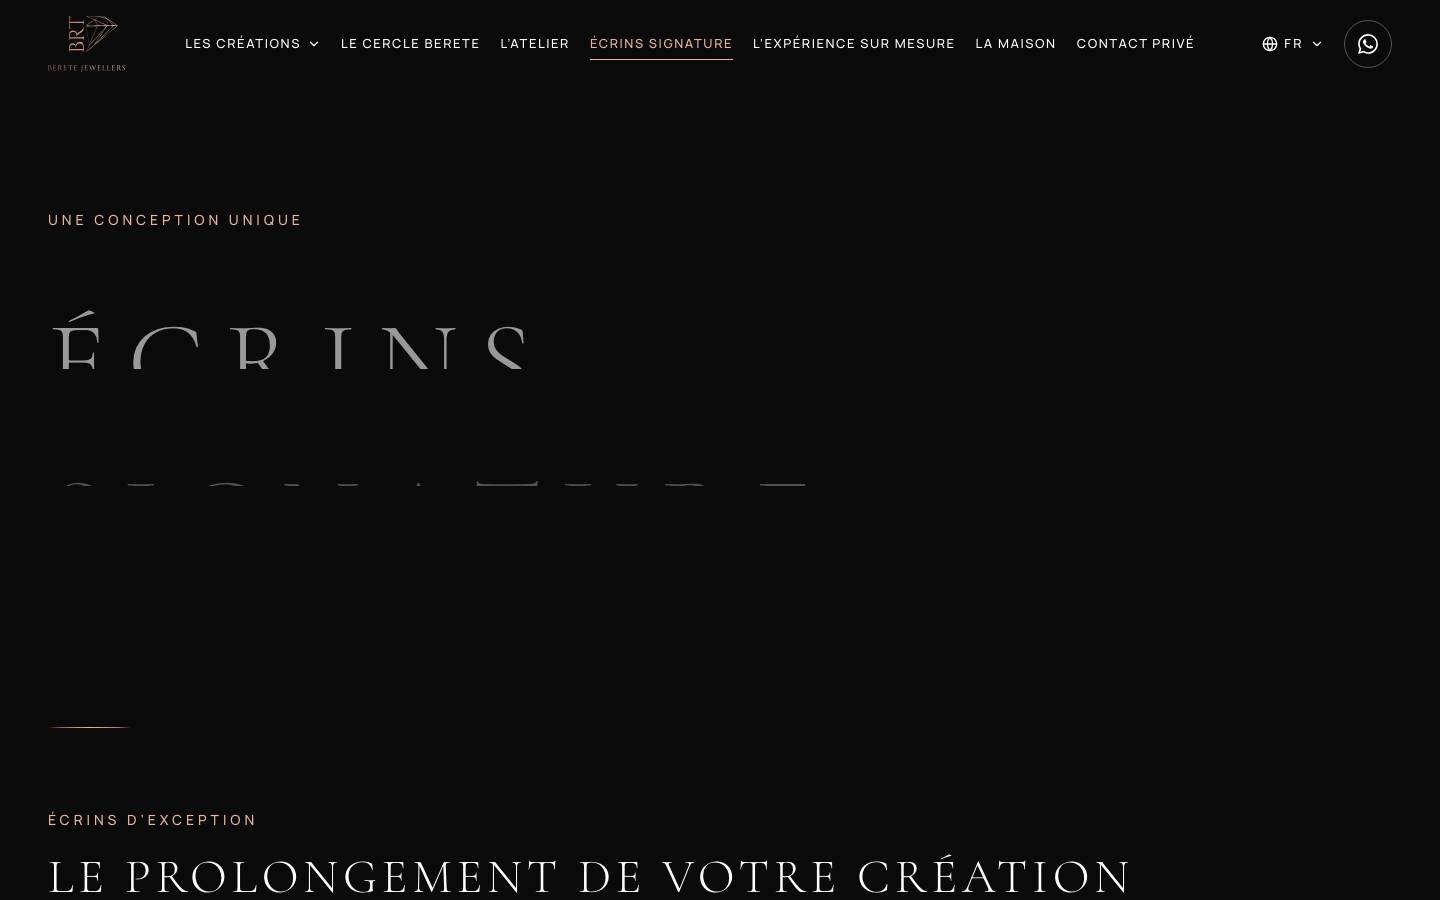 BRT
BERETE JEWELLERS
LES CRÉATIONS
LE CERCLE BERETE
L'ATELIER
ÉCRINS SIGNATURE
L'EXPÉRIENCE SUR MESURE
LA MAISON
CONTACT PRIVÉ
FR
UNE CONCEPTION UNIQUE
ÉCRINS
SIGNATURE
ÉCRINS D'EXCEPTION
LE PROLONGEMENT DE VOTRE CRÉATION